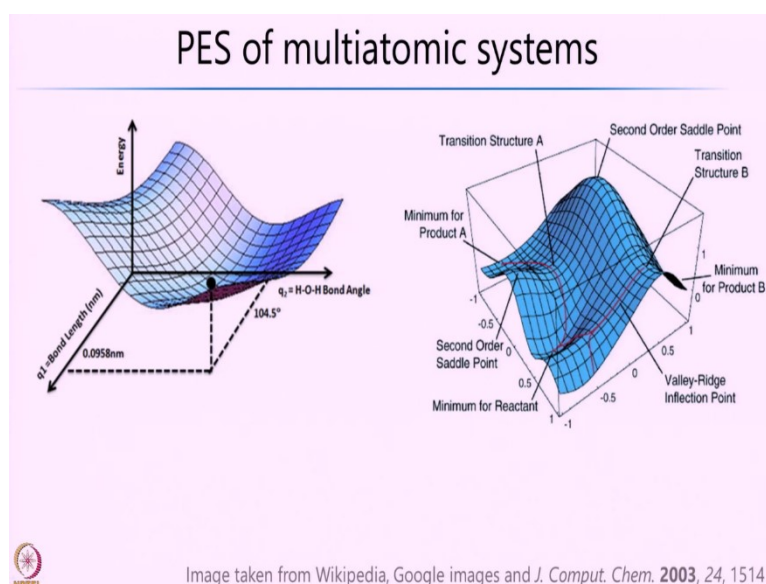 PES of multiatomic systems
Energy
q₂ = H-O-H Bond Angle
104.5°
q1 =Bond Length (nm)
0.0958nm
Second Order Saddle Point
Transition Structure A
Transition
Structure B
Minimum for
Product A
Minimum
for Product B
Second Order
Saddle Point
Valley-Ridge
Inflection Point
Minimum for Reactant
-1
-0.5
0
0.5
1
-1
-0.5
0
0.5
1
1
0
Image taken from Wikipedia, Google images and J. Comput. Chem. 2003, 24, 1514